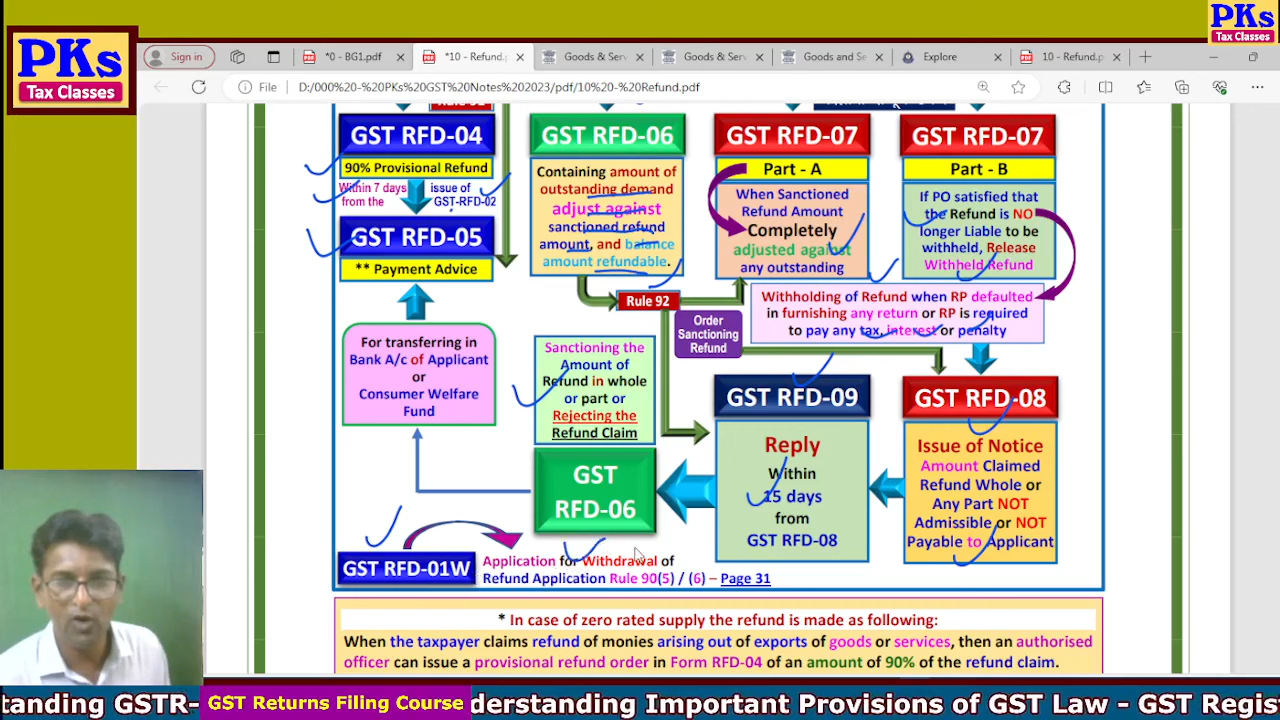 PKs
Tax Classes
PKs
Tax Classes
Sign in
*0 - BG1.pdf
*10 - Refund.p
Goods & Serv
Goods & Serv
Goods and Se
Explore
10 - Refund.p
File
D:/000%20-%20PKs%20GST%20Notes%202023/pdf/10%20-%20Refund.pdf
GST RFD-04
90% Provisional Refund
Within 7 days from the
issue of GST-RFD-02
GST RFD-05
** Payment Advice
For transferring in
Bank A/c of Applicant
or
Consumer Welfare
Fund
GST RFD-06
Containing amount of
outstanding demand
adjust against
sanctioned refund
amount, and balance
amount refundable.
Rule 92
Order
Sanctioning
Refund
GST RFD-07
Part - A
When Sanctioned
Refund Amount
Completely
adjusted against
any outstanding
GST RFD-07
Part - B
If PO satisfied that
the Refund is NO
longer Liable to be
withheld, Release
Withheld Refund
Withholding of Refund when RP defaulted
in furnishing any return or RP is required
to pay any tax, interest or penalty
Sanctioning the
Amount of
Refund in whole
or part or
Rejecting the
Refund Claim
GST
RFD-06
GST RFD-09
Reply
Within
15 days
from
GST RFD-08
GST RFD-08
Issue of Notice
Amount Claimed
Refund Whole or
Any Part NOT
Admissible or NOT
Payable to Applicant
GST RFD-01W
Application for Withdrawal of
Refund Application Rule 90(5) / (6) – Page 31
* In case of zero rated supply the refund is made as following:
When the taxpayer claims refund of monies arising out of exports of goods or services, then an authorised
officer can issue a provisional refund order in Form RFD-04 of an amount of 90% of the refund claim.
tanding GSTR-
GST Returns Filing Course
derstanding Important Provisions of GST Law - GST Regis